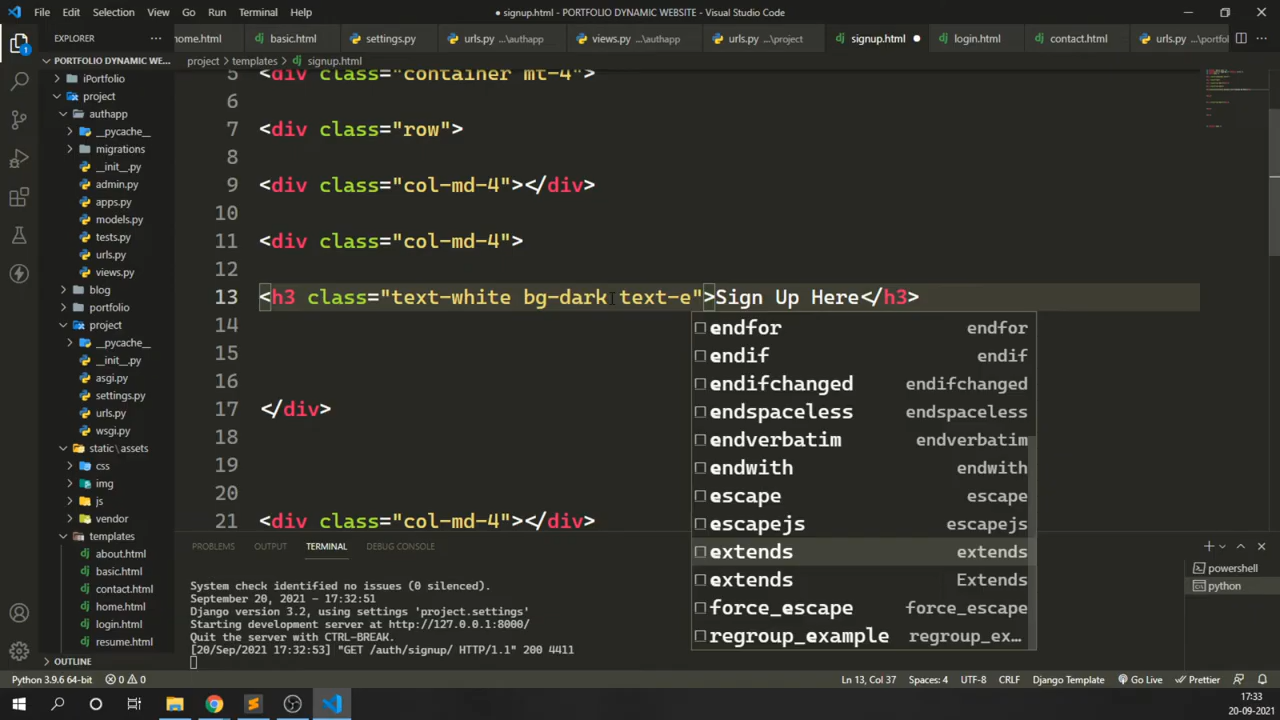 File Edit Selection View Go Run Terminal Help
● signup.html - PORTFOLIO DYNAMIC WEBSITE - Visual Studio Code
EXPLORER ···
home.html basic.html settings.py urls.py ...\authapp views.py ...\authapp urls.py ...\project signup.html ● login.html contact.html urls.py ...\portfol
PORTFOLIO DYNAMIC WE...
project > templates > signup.html
iPortfolio
project
authapp
__pycache__
migrations
__init__.py
admin.py
apps.py
models.py
tests.py
urls.py
views.py
blog
portfolio
project
__pycache__
__init__.py
asgi.py
settings.py
urls.py
wsgi.py
static\assets
css
img
js
vendor
templates
about.html
basic.html
contact.html
home.html
login.html
resume.html
OUTLINE
5 <div class="container mt-4">
6
7 <div class="row">
8
9 <div class="col-md-4"></div>
10
11 <div class="col-md-4">
12
13 <h3 class="text-white bg-dark text-e">Sign Up Here</h3>
14
15
16
17 </div>
18
19
20
21 <div class="col-md-4"></div>
endfor endfor
endif endif
endifchanged endifchanged
endspaceless endspaceless
endverbatim endverbatim
endwith endwith
escape escape
escapejs escapejs
extends extends
extends Extends
force_escape force_escape
regroup_example regroup_ex...
PROBLEMS OUTPUT TERMINAL DEBUG CONSOLE
System check identified no issues (0 silenced).
September 20, 2021 - 17:32:51
Django version 3.2, using settings 'project.settings'
Starting development server at http://127.0.0.1:8000/
Quit the server with CTRL-BREAK.
[20/Sep/2021 17:32:53] "GET /auth/signup/ HTTP/1.1" 200 4411
powershell
python
Python 3.9.6 64-bit 0 0 Ln 13, Col 37 Spaces: 4 UTF-8 CRLF Django Template Go Live Prettier
17:33
20-09-2021